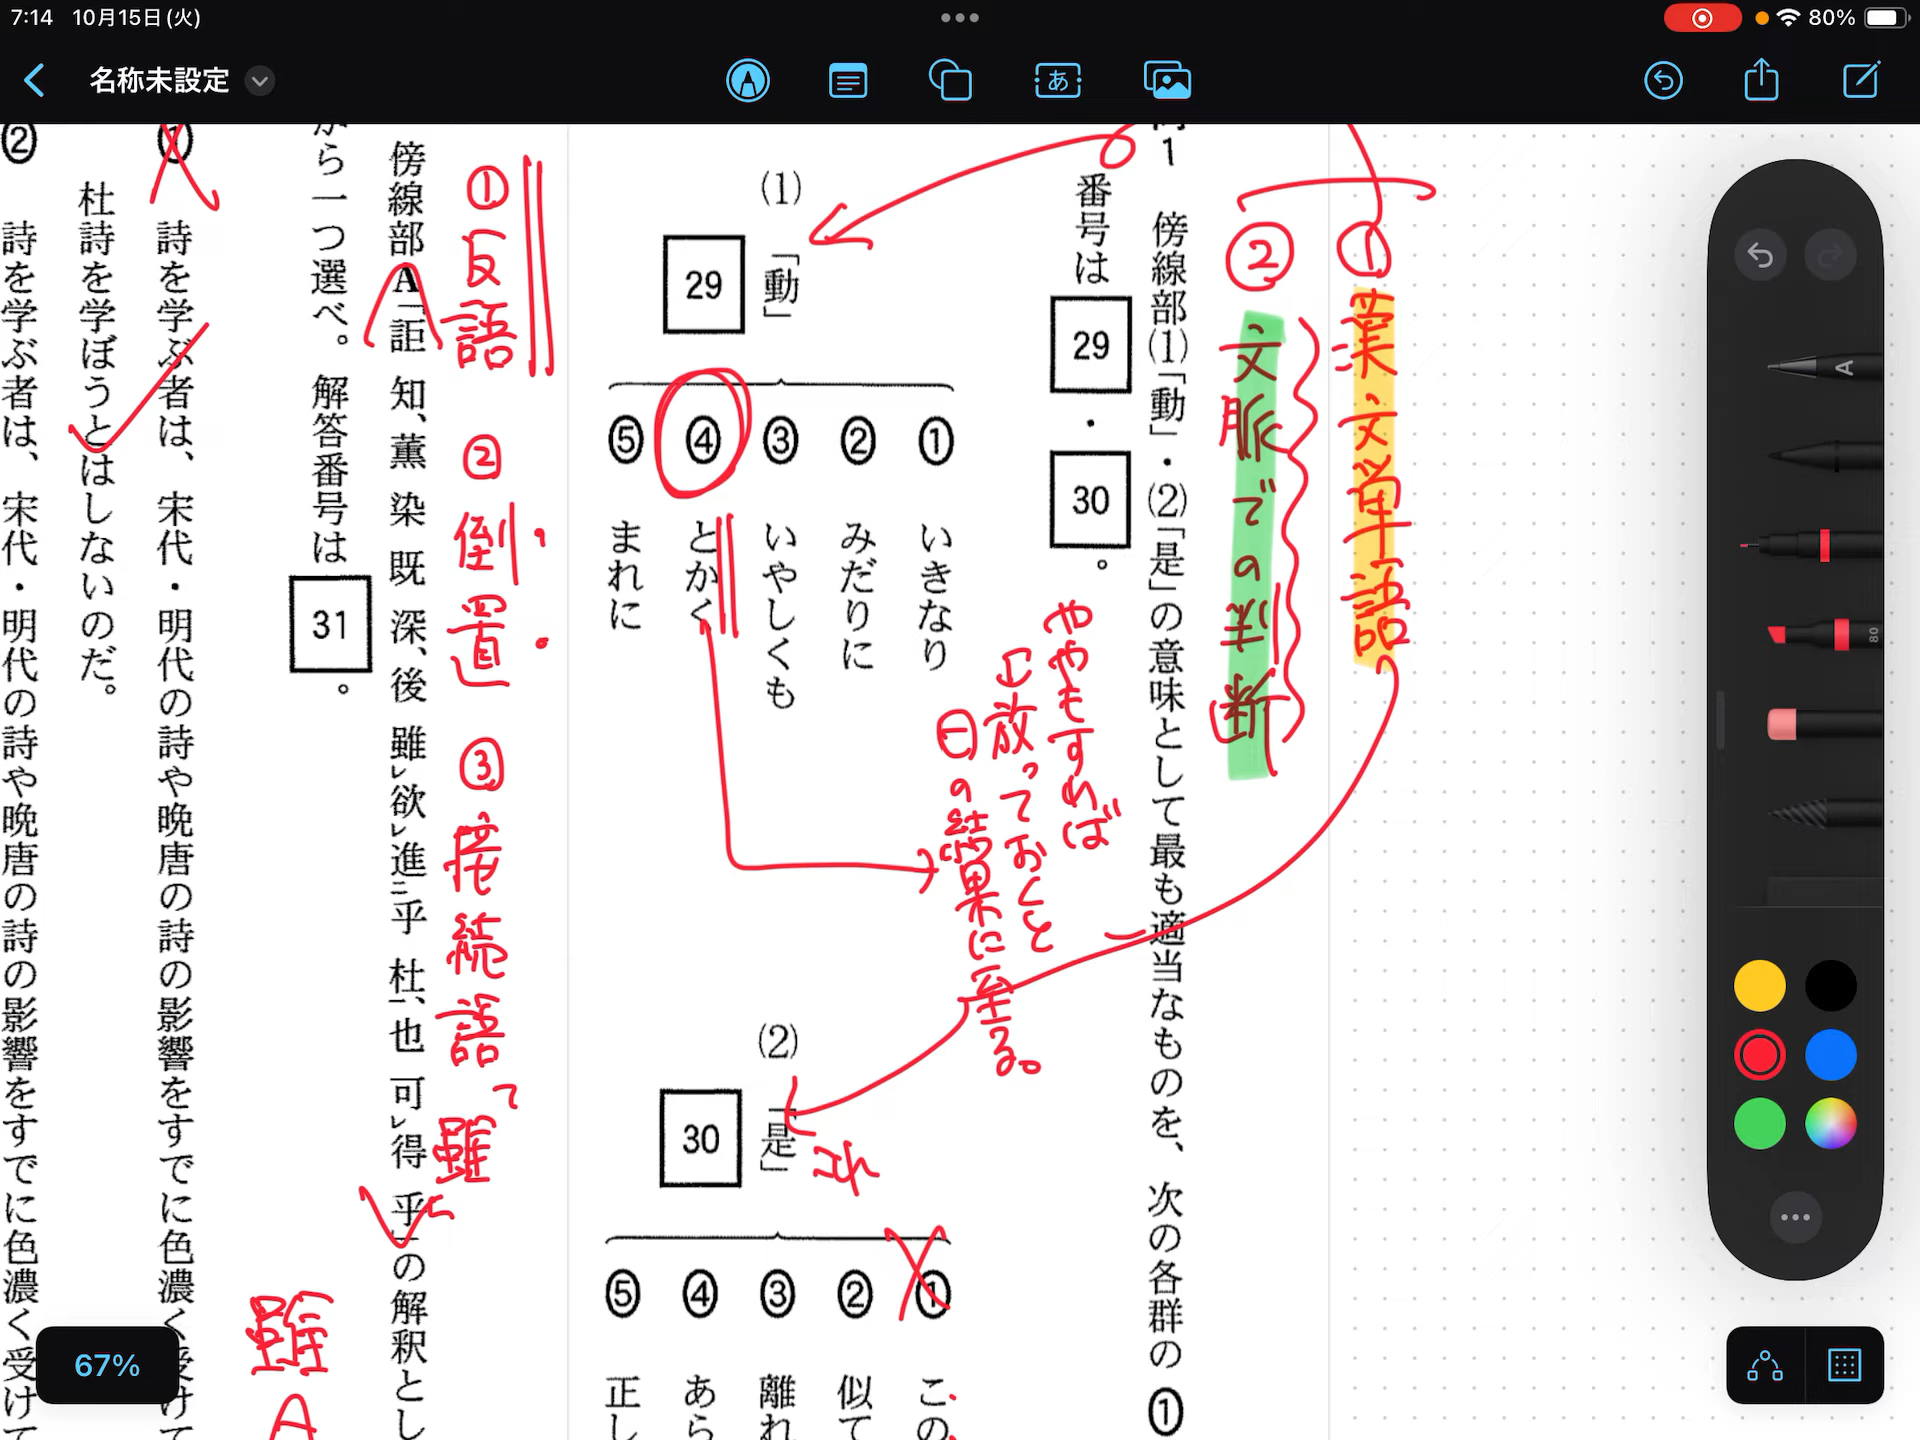 7:14 10月15日(火)
80%
名称未設定
①漢文単語
②文脈での判断
問1 傍線部⑴「動」・⑵「是」の意味として最も適当なものを、次の各群の①
番号は 29 ・ 30 。
⑴「動」 29
① いきなり
② みだりに
③ いやしくも
④ とかく
⑤ まれに
ややもすれば
放っておくと
⊖の結果に至る。
⑵「是」 30
これ
① この
② 似て
③ 離れ
④ あら
⑤ 正し
①反語 ②倒置 ③接続語「雖」
傍線部A「詎知、薫染既深、後雖レ欲レ進二乎杜一、也可レ得乎」の解釈とし
から一つ選べ。解答番号は 31 。
雖
A
① 詩を学ぶ者は、宋代・明代の詩や晩唐の詩の影響をすでに色濃く受けて
杜詩を学ぼうとはしないのだ。
② 詩を学ぶ者は、宋代・明代の詩や晩唐の詩の影響をすでに色濃く受けて
67%
A
80